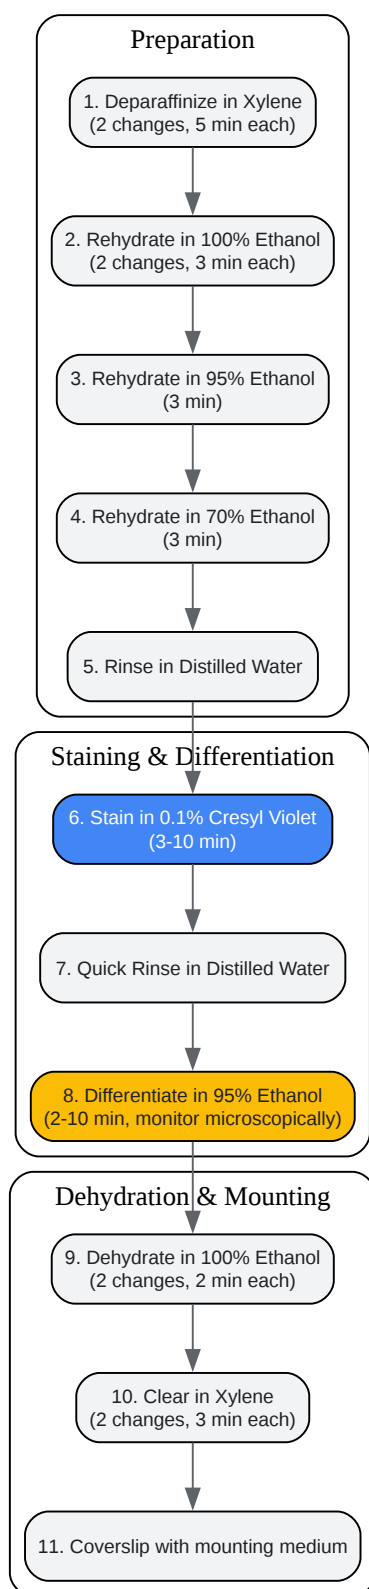 Preparation
1. Deparaffinize in Xylene
(2 changes, 5 min each)
2. Rehydrate in 100% Ethanol
(2 changes, 3 min each)
3. Rehydrate in 95% Ethanol
(3 min)
4. Rehydrate in 70% Ethanol
(3 min)
5. Rinse in Distilled Water
Staining & Differentiation
6. Stain in 0.1% Cresyl Violet
(3-10 min)
7. Quick Rinse in Distilled Water
8. Differentiate in 95% Ethanol
(2-10 min, monitor microscopically)
Dehydration & Mounting
9. Dehydrate in 100% Ethanol
(2 changes, 2 min each)
10. Clear in Xylene
(2 changes, 3 min each)
11. Coverslip with mounting medium